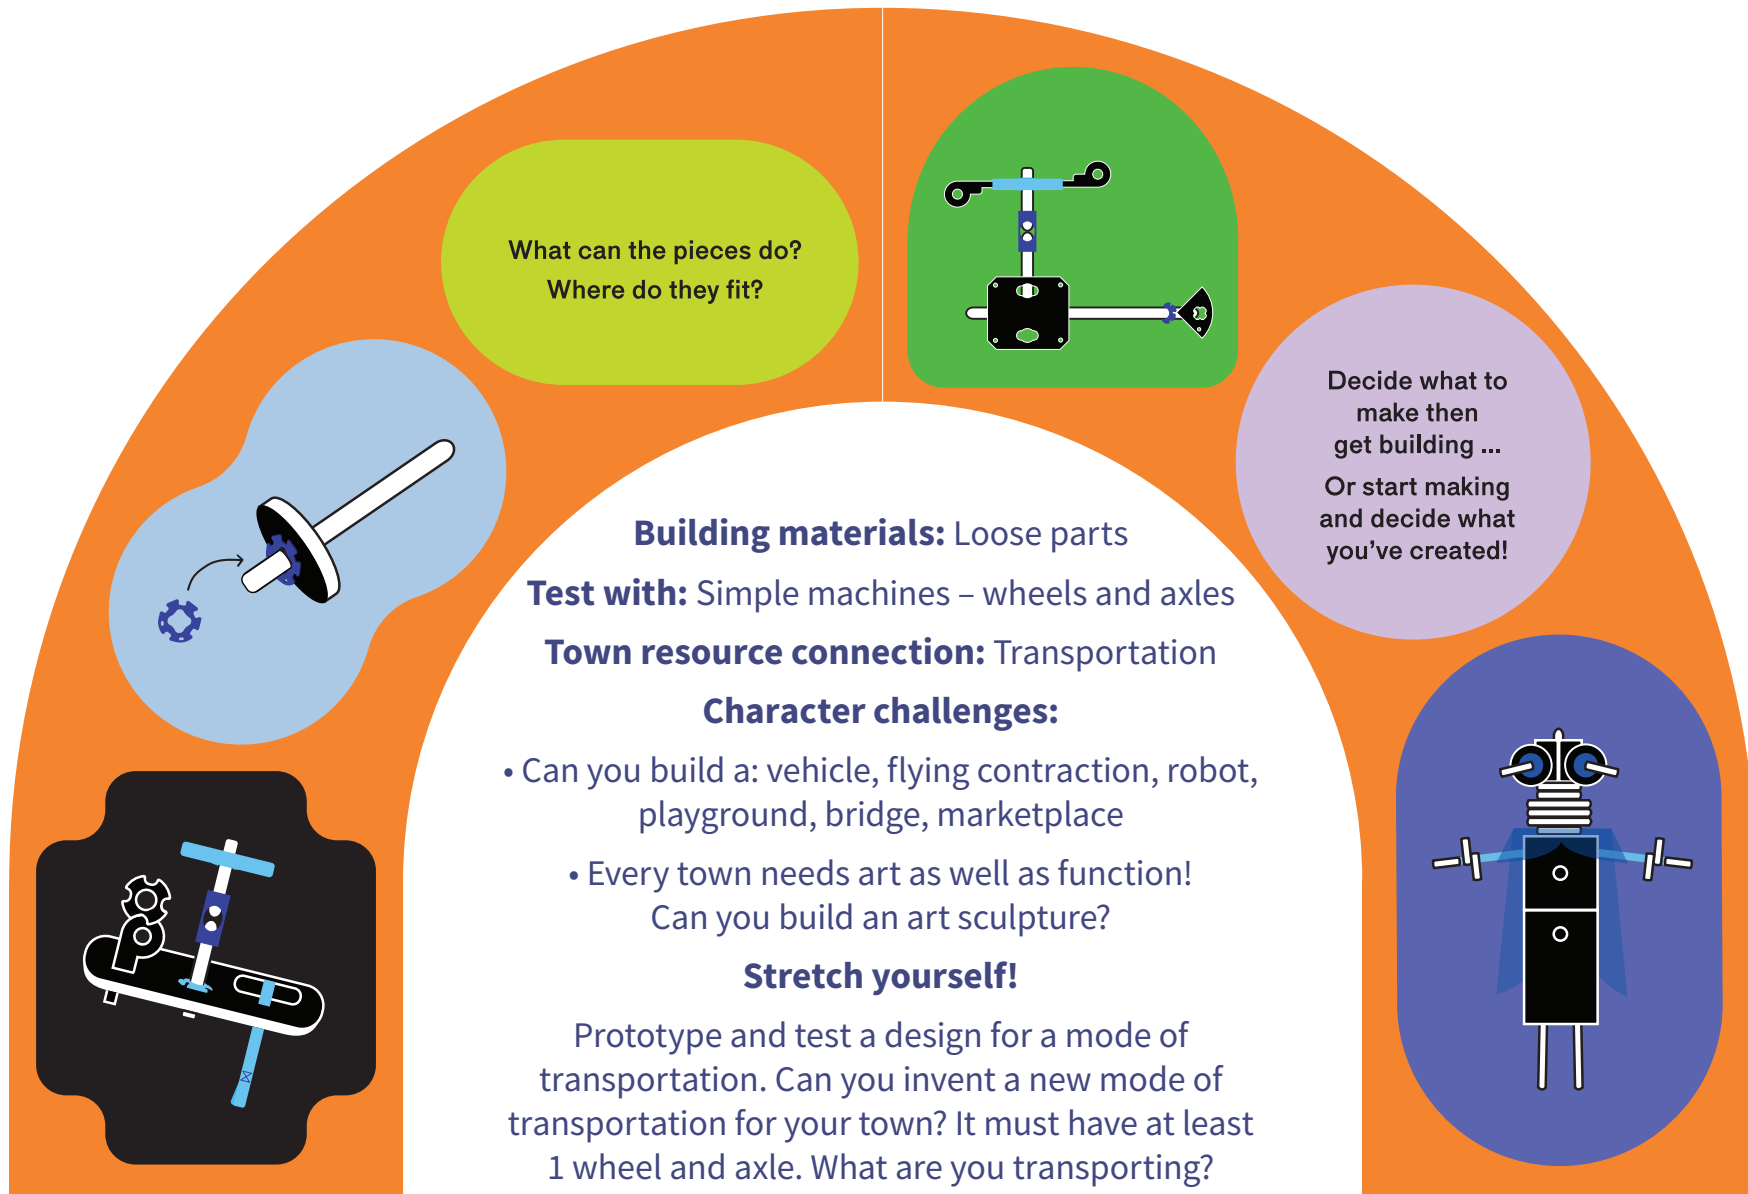 What can the pieces do?
Where do they fit?
Decide what to
make then
get building ...
Or start making
and decide what
you've created!
Building materials: Loose parts
Test with: Simple machines – wheels and axles
Town resource connection: Transportation
Character challenges:
• Can you build a: vehicle, flying contraction, robot,
playground, bridge, marketplace
• Every town needs art as well as function!
Can you build an art sculpture?
Stretch yourself!
Prototype and test a design for a mode of
transportation. Can you invent a new mode of
transportation for your town? It must have at least
1 wheel and axle. What are you transporting?